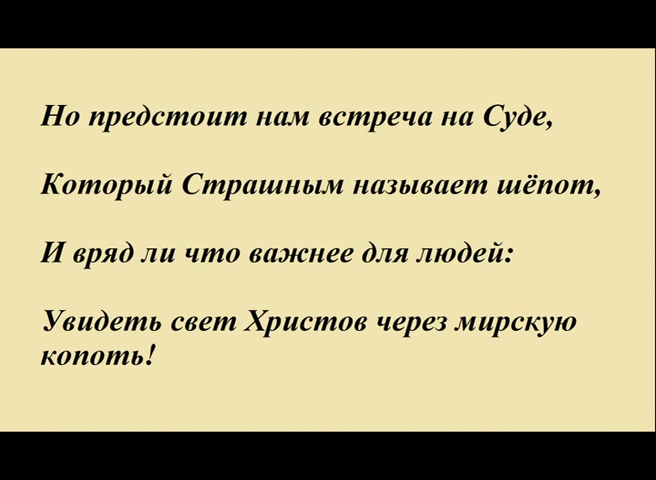 Но предстоит нам встреча на Суде,
Который Страшным называет шёпот,
И вряд ли что важнее для людей:
Увидеть свет Христов через мирскую
копоть!